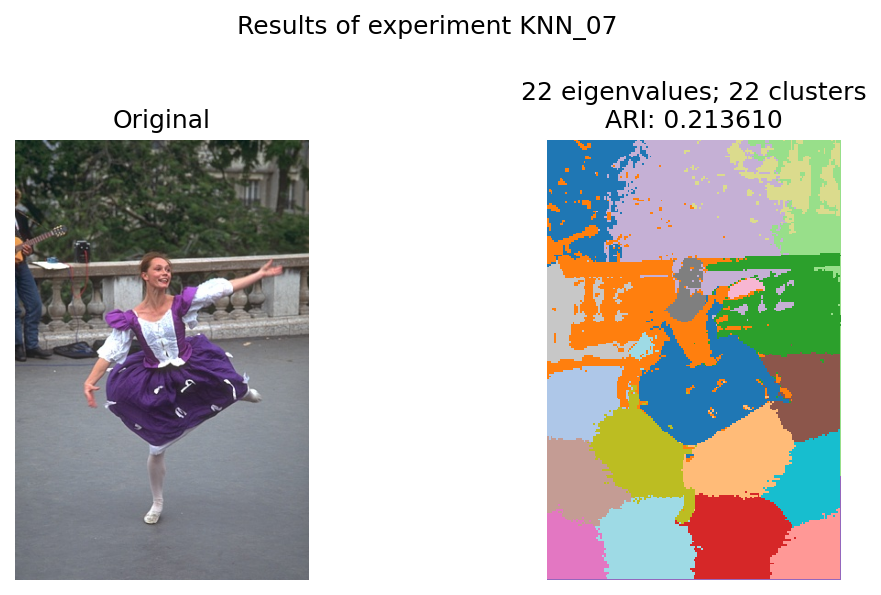 Results of experiment KNN_07
Original
22 eigenvalues; 22 clusters
ARI: 0.213610